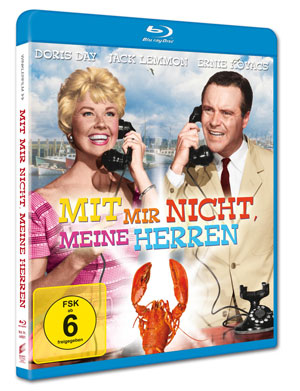 Blu-ray Disc
DORIS DAY JACK LEMMON ERNIE KOVACS
MIT MIR NICHT,
MEINE HERREN
FSK
ab
6
freigegeben
MIT MIR NICHT, MEINE HERREN